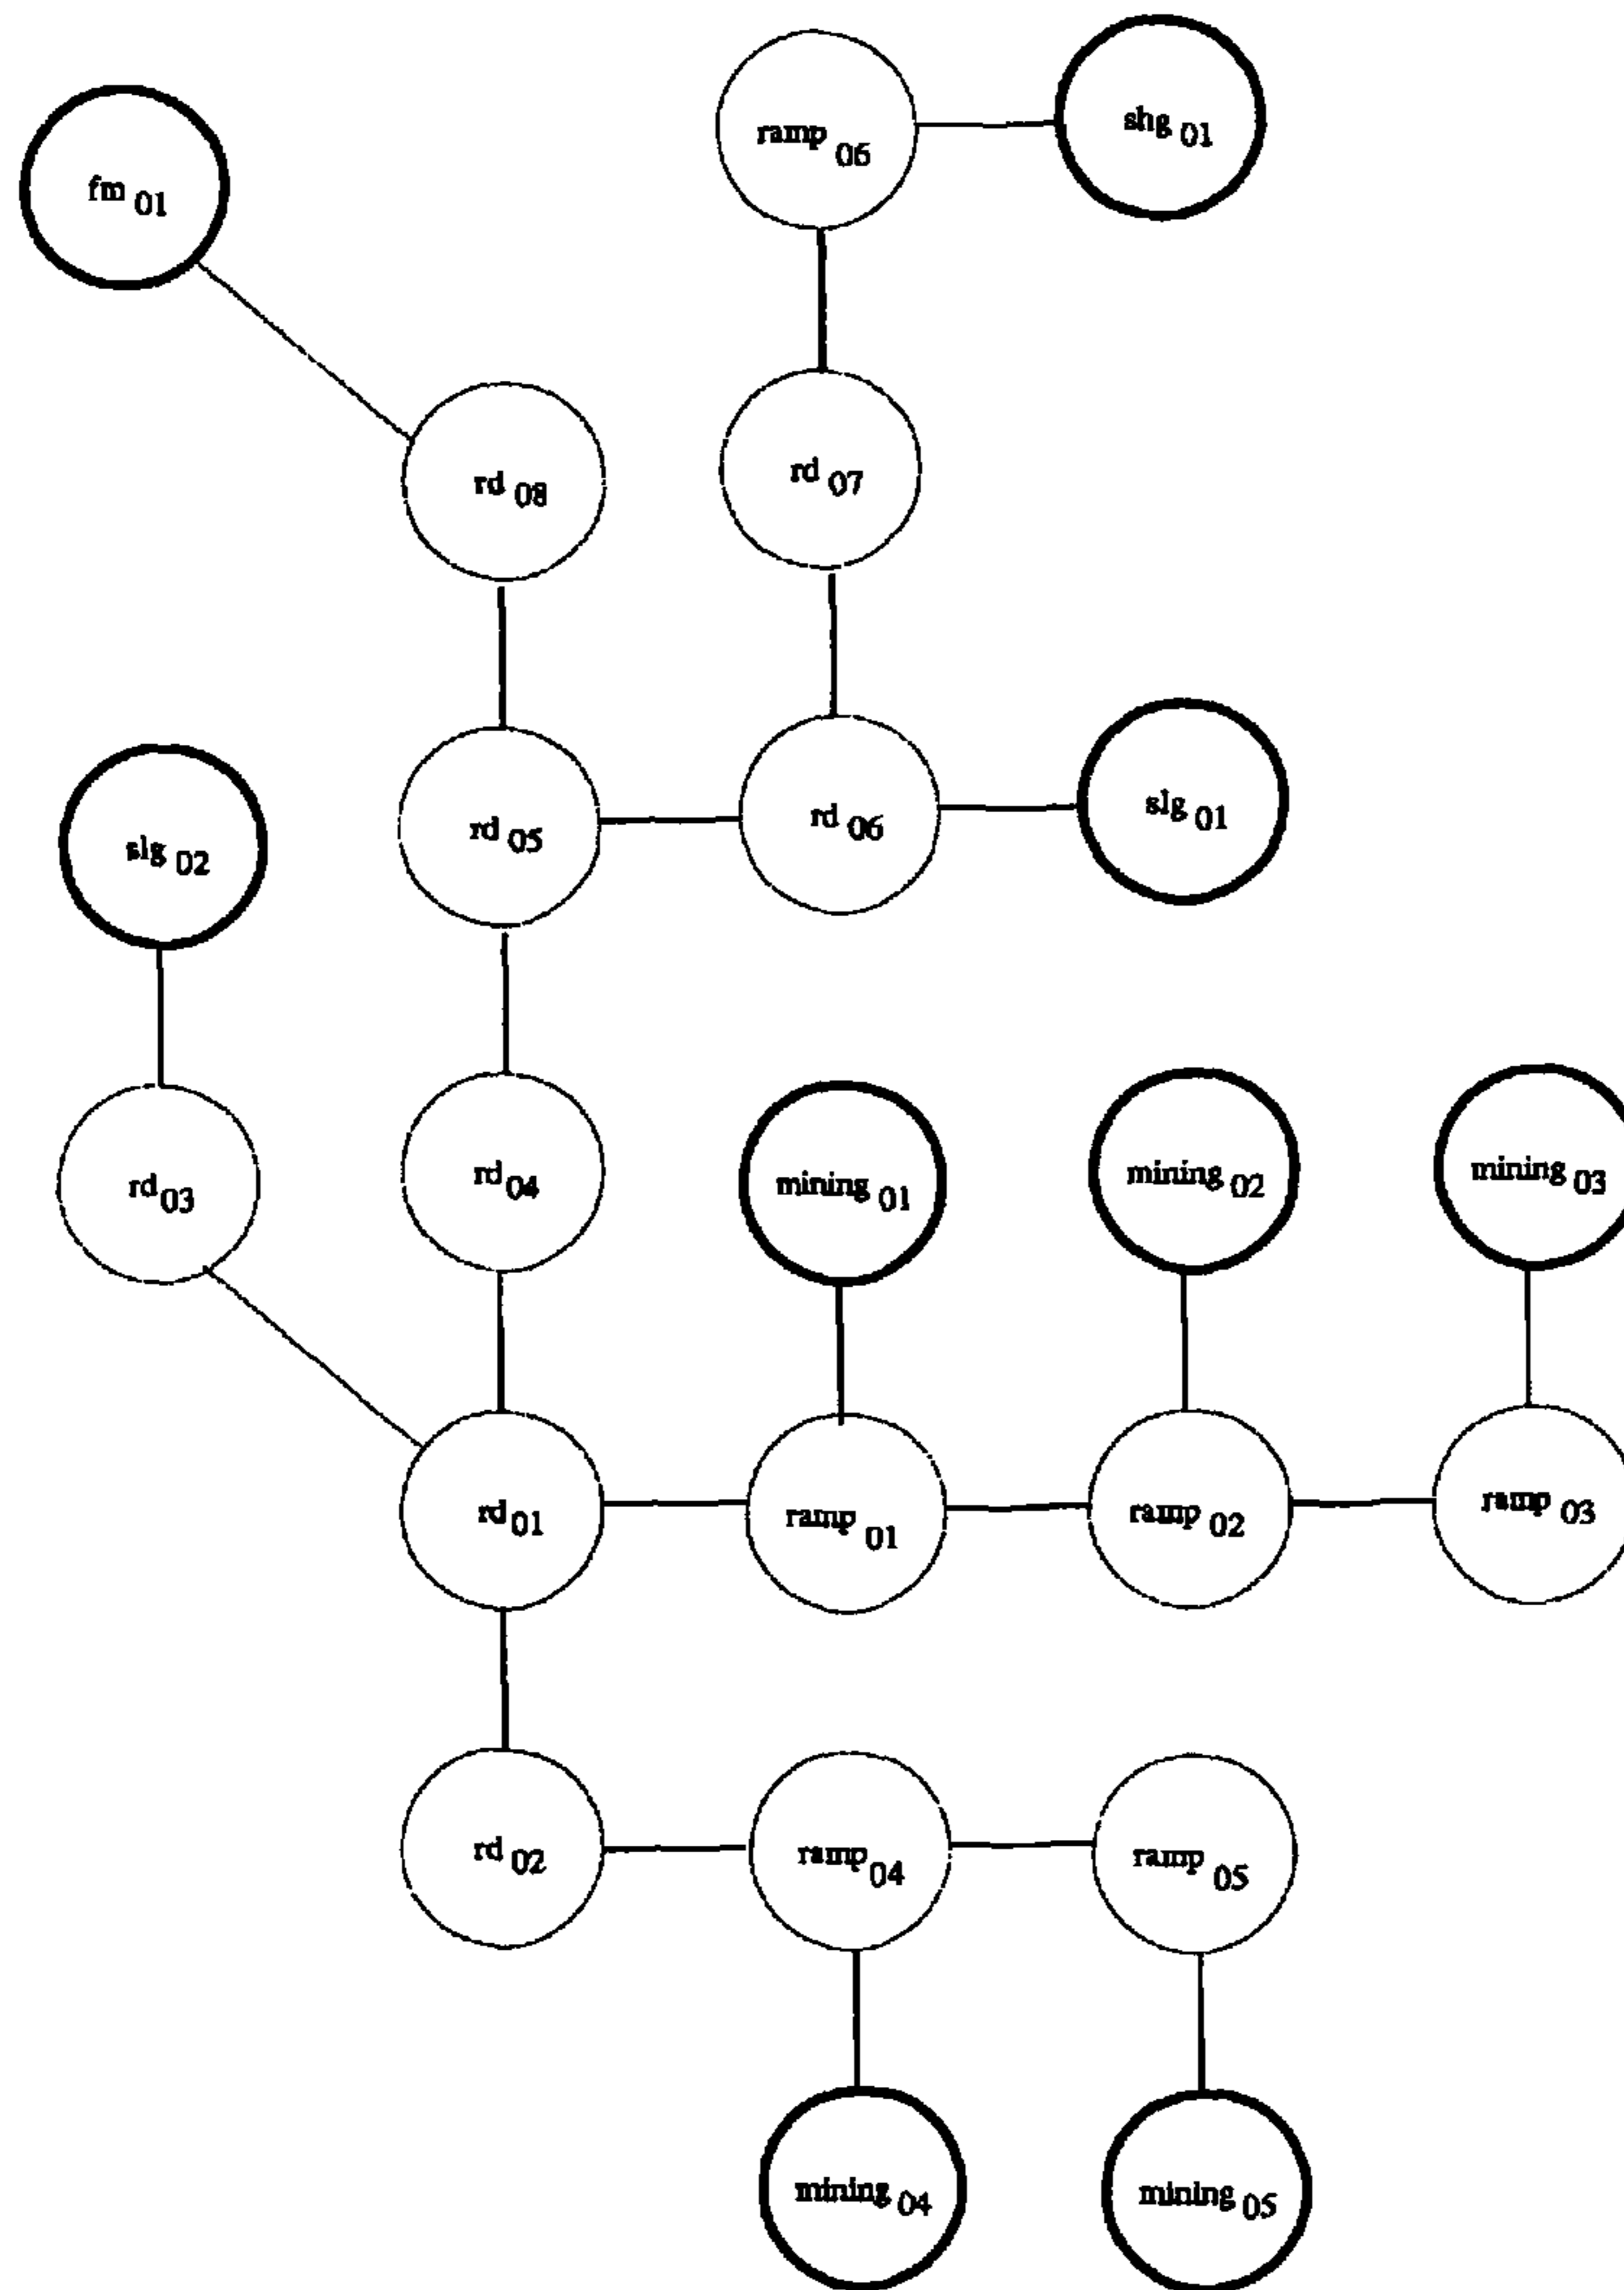 ramp 06
shg 01
fm 01
rd 08
rd 07
slg 02
rd 05
rd 06
slg 01
rd 03
rd 04
mining 01
mining 02
mining 03
rd 01
ramp 01
ramp 02
ramp 03
rd 02
ramp 04
ramp 05
mining 04
mining 05